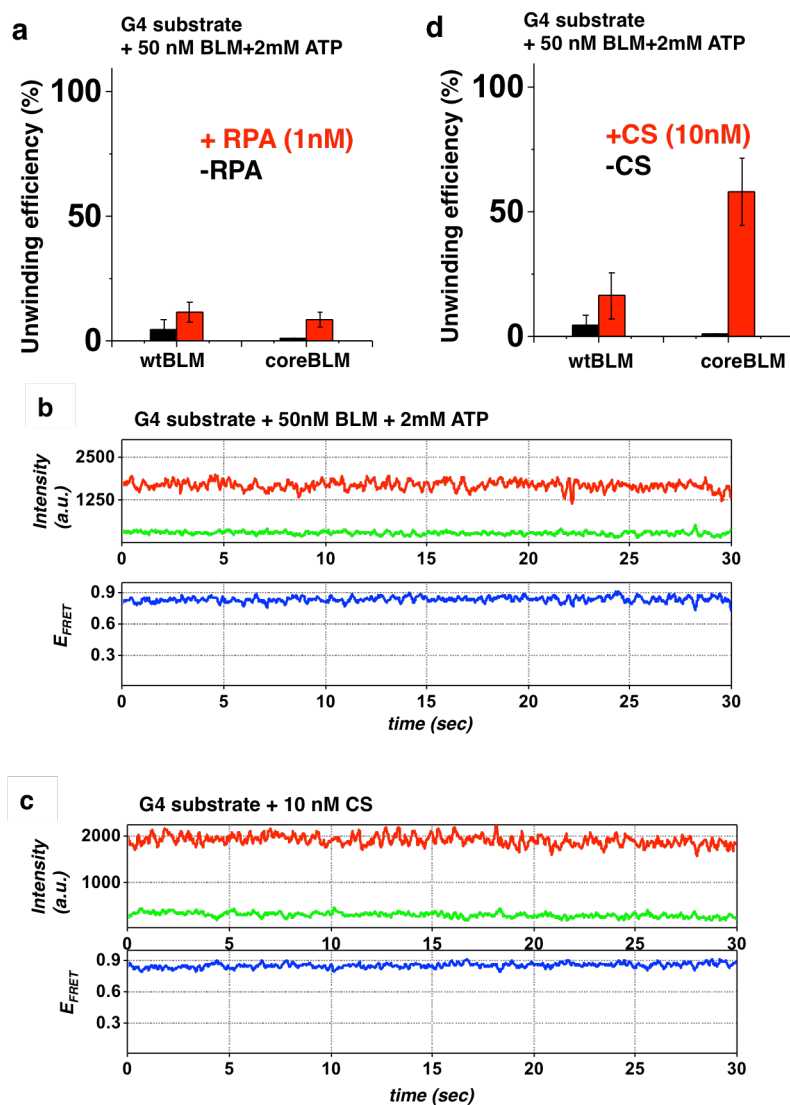 a
G4 substrate
+ 50 nM BLM+2mM ATP
Unwinding efficiency (%)
100
50
0
+ RPA (1nM)
-RPA
wtBLM
coreBLM
d
G4 substrate
+ 50 nM BLM+2mM ATP
Unwinding efficiency (%)
100
50
0
+CS (10nM)
-CS
wtBLM
coreBLM
b
G4 substrate + 50nM BLM + 2mM ATP
Intensity
(a.u.)
2500
1250
0 5 10 15 20 25 30
EFRET
0.9
0.6
0.3
0 5 10 15 20 25 30
time (sec)
c
G4 substrate + 10 nM CS
Intensity
(a.u.)
2000
1000
0 5 10 15 20 25 30
EFRET
0.9
0.6
0.3
0 5 10 15 20 25 30
time (sec)